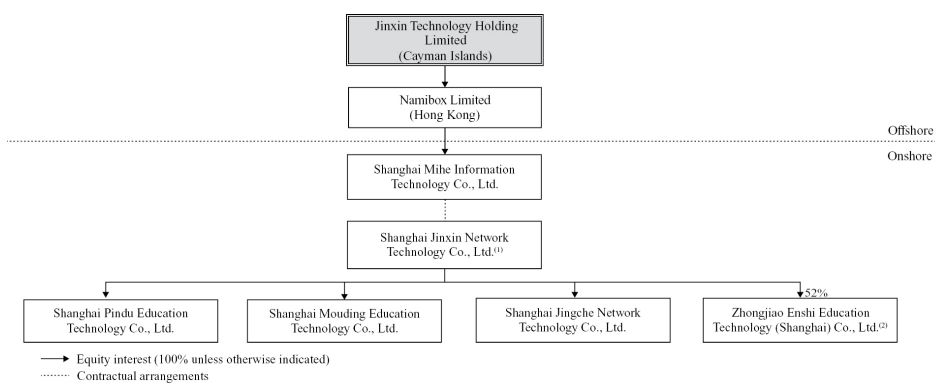 Jinxin Technology Holding
Limited
(Cayman Islands)
Namibox Limited
(Hong Kong)
Offshore
Onshore
Shanghai Mihe Information
Technology Co., Ltd.
Shanghai Jinxin Network
Technology Co., Ltd.(1)
52%
Shanghai Pindu Education
Technology Co., Ltd.
Shanghai Mouding Education
Technology Co., Ltd.
Shanghai Jingche Network
Technology Co., Ltd.
Zhongjiao Enshi Education
Technology (Shanghai) Co., Ltd.(2)
Equity interest (100% unless otherwise indicated)
Contractual arrangements